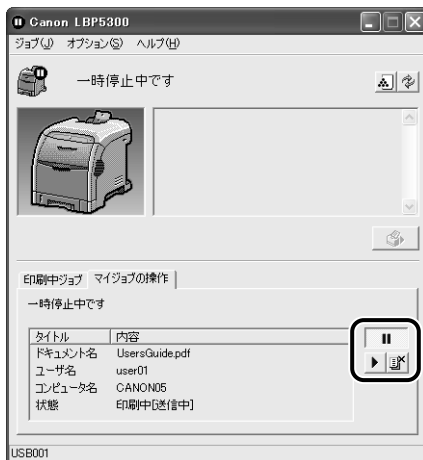 Canon LBP5300
ジョブ(J) オプション(S) ヘルプ(H)
一時停止中です
印刷中ジョブ マイジョブの操作
一時停止中です
タイトル 内容
ドキュメント名 UsersGuide.pdf
ユーザ名 user01
コンピュータ名 CANON05
状態 印刷中[送信中]
USB001